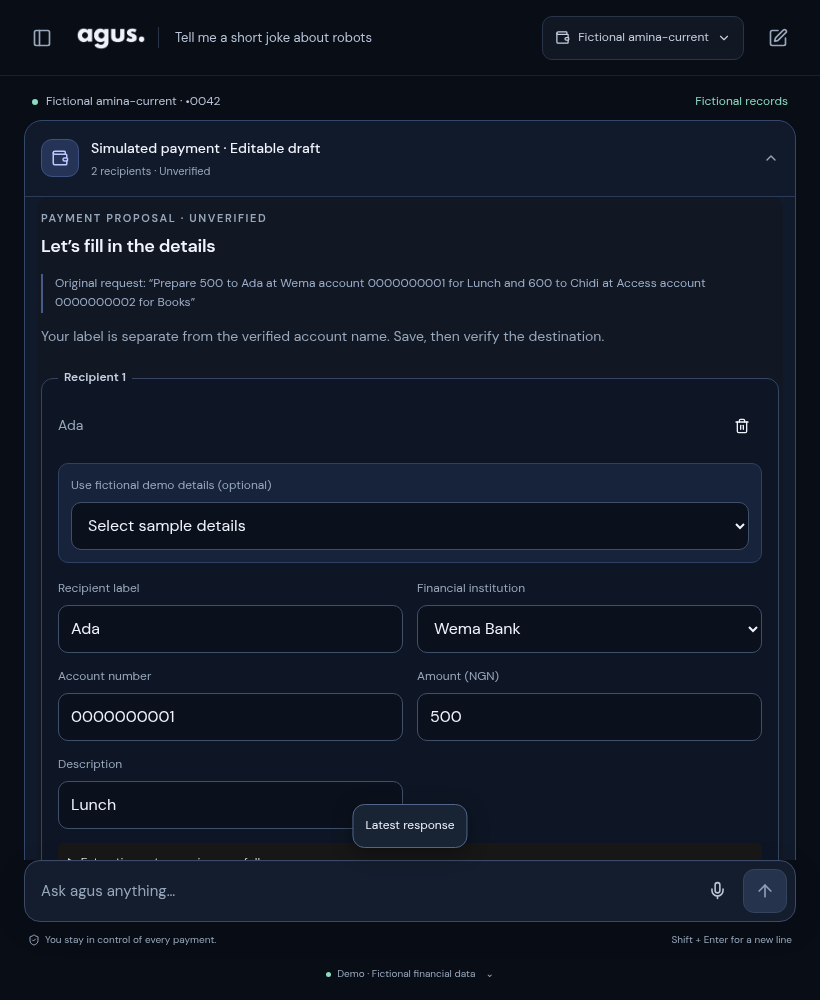 agus.
Tell me a short joke about robots
Fictional amina-current
Fictional amina-current · •0042
Fictional records
Simulated payment · Editable draft
2 recipients · Unverified
PAYMENT PROPOSAL · UNVERIFIED
Let’s fill in the details
Original request: “Prepare 500 to Ada at Wema account 0000000001 for Lunch and 600 to Chidi at Access account
0000000002 for Books”
Your label is separate from the verified account name. Save, then verify the destination.
Recipient 1
Ada
Use fictional demo details (optional)
Select sample details
Recipient label
Financial institution
Ada
Wema Bank
Account number
Amount (NGN)
0000000001
500
Description
Lunch
Latest response
Ask agus anything...
You stay in control of every payment.
Shift + Enter for a new line
Demo · Fictional financial data